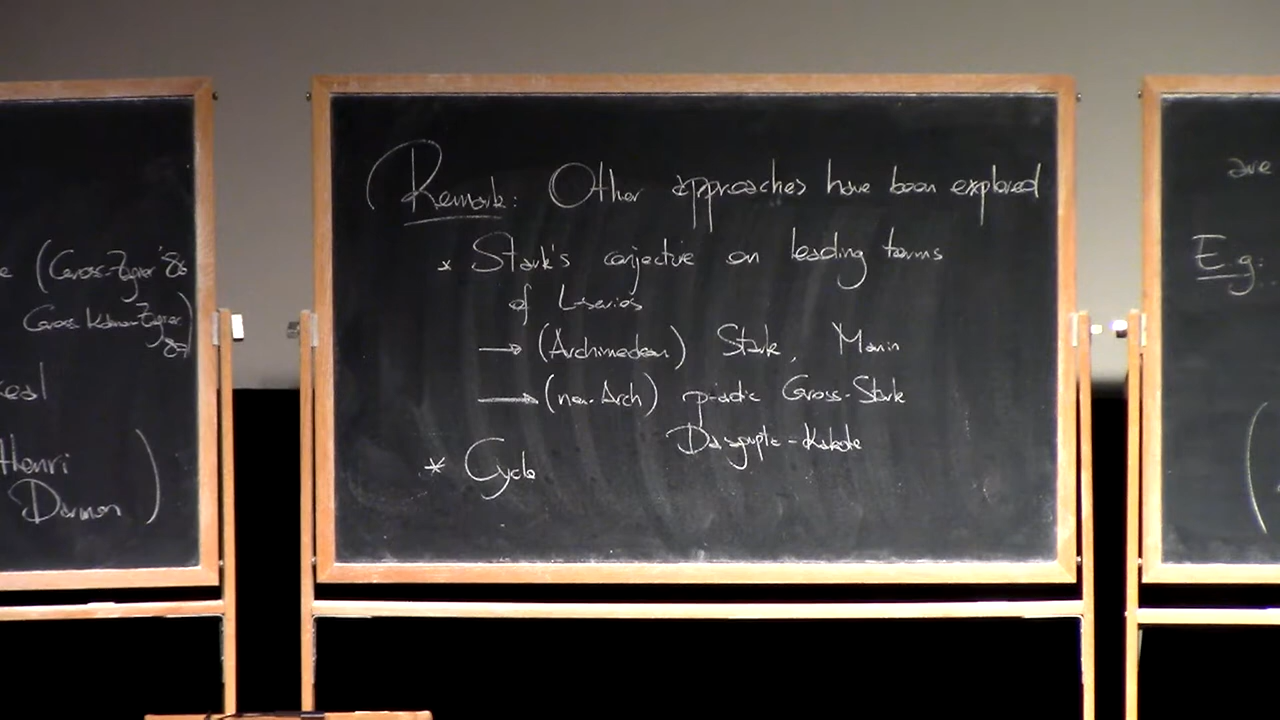 (Gross-Zagier '86
Gross-Kohnen-Zagier
87)
Henri
Darmon)
(Remark: Other approaches have been explored
* Stark's conjective on leading terms
of L-series
→ (Archimedean) Stark, Manin
→ (non-Arch) p-adic Gross-Stark
Dasgupta-Kakde
* Cycle
are
E.g: